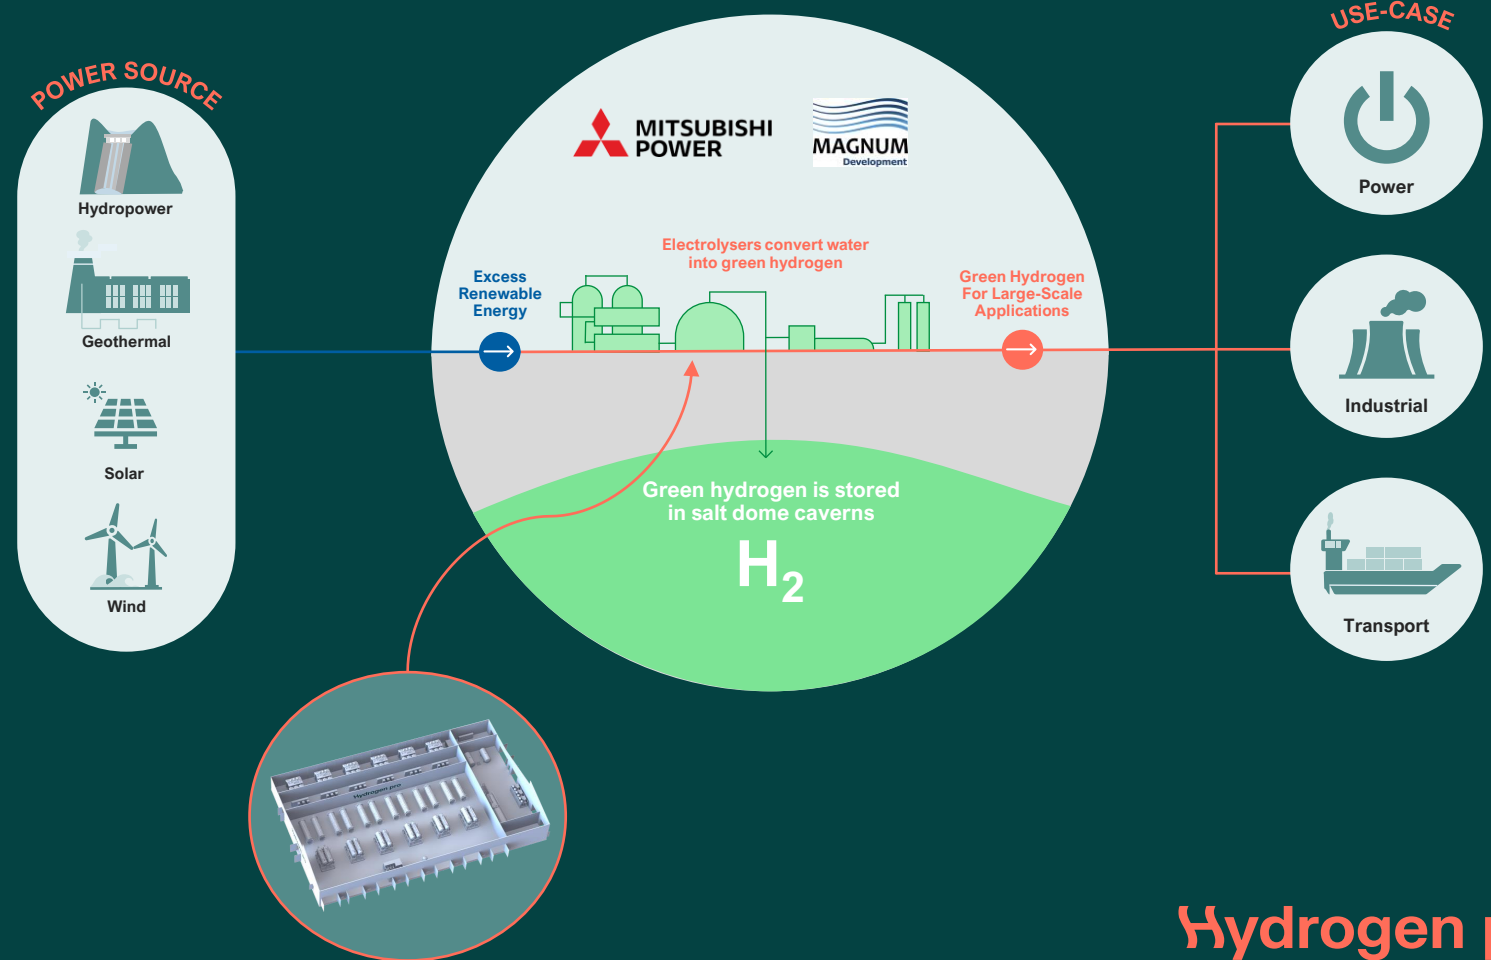 POWER SOURCE
Hydropower
Geothermal
Solar
Wind
MITSUBISHI
POWER
MAGNUM
Development
Excess
Renewable
Energy
Electrolysers convert water
into green hydrogen
Green Hydrogen
For Large-Scale
Applications
Green hydrogen is stored
in salt dome caverns
H2
Hydrogen pro
USE-CASE
Power
Industrial
Transport
Hydrogen